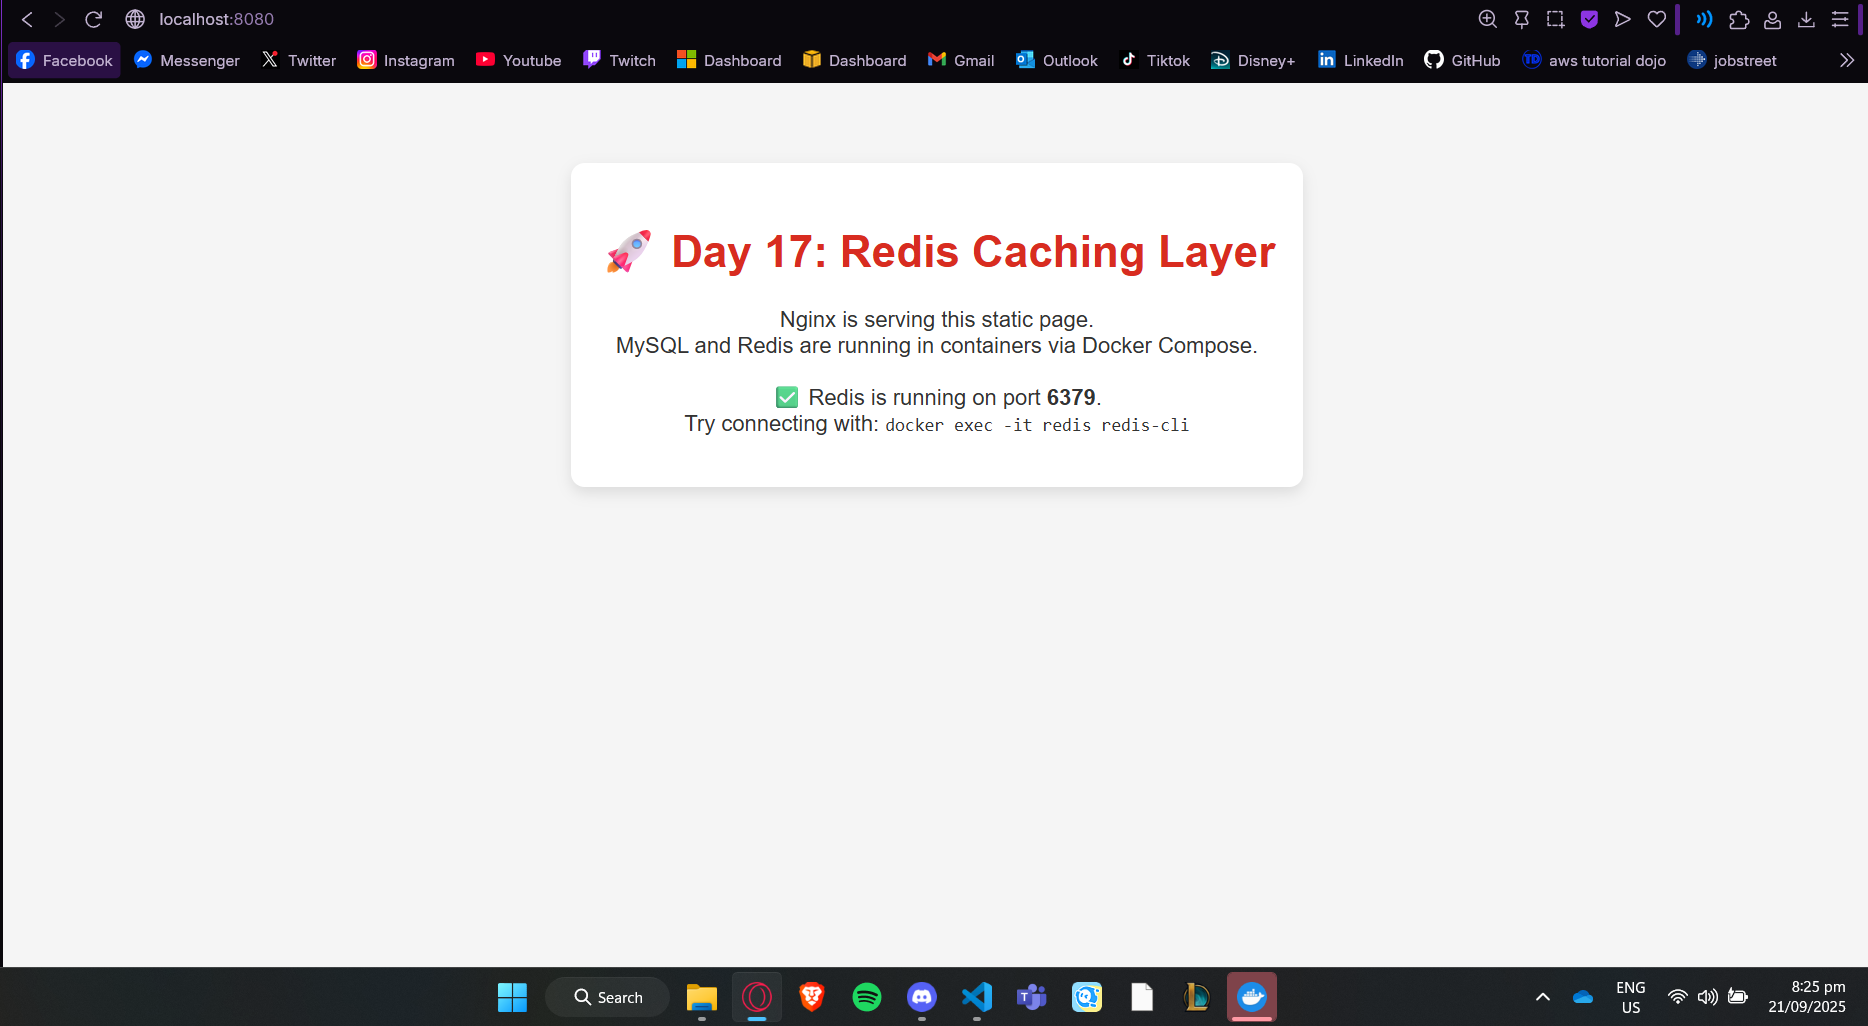 localhost:8080
Facebook Messenger Twitter Instagram Youtube Twitch Dashboard Dashboard Gmail Outlook Tiktok Disney+ LinkedIn GitHub TD aws tutorial dojo jobstreet
🚀 Day 17: Redis Caching Layer
Nginx is serving this static page.
MySQL and Redis are running in containers via Docker Compose.
✅ Redis is running on port 6379.
Try connecting with: docker exec -it redis redis-cli
Search
ENG
US
8:25 pm
21/09/2025